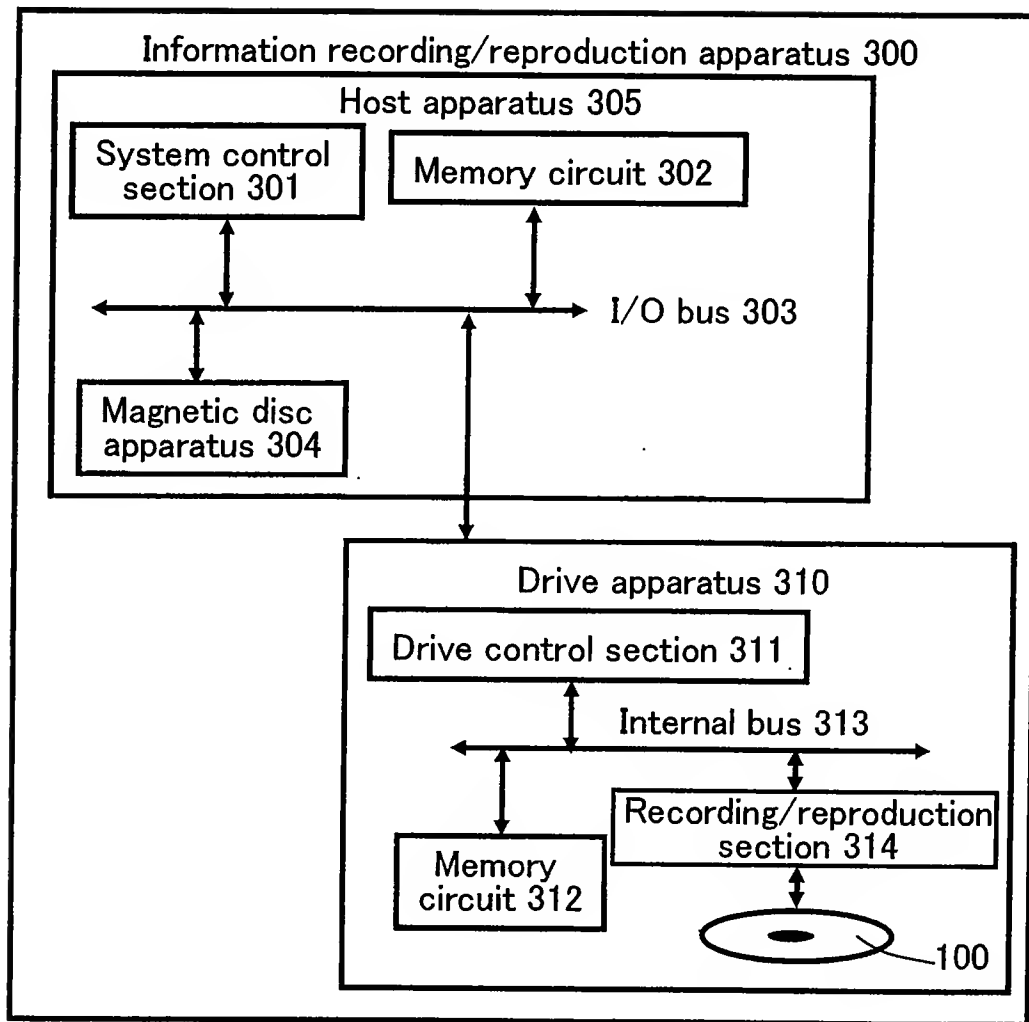 Information recording/reproduction apparatus 300
Host apparatus 305
System control
section 301
Memory circuit 302
I/O bus 303
Magnetic disc
apparatus 304
Drive apparatus 310
Drive control section 311
Internal bus 313
Recording/reproduction
section 314
Memory
circuit 312
100